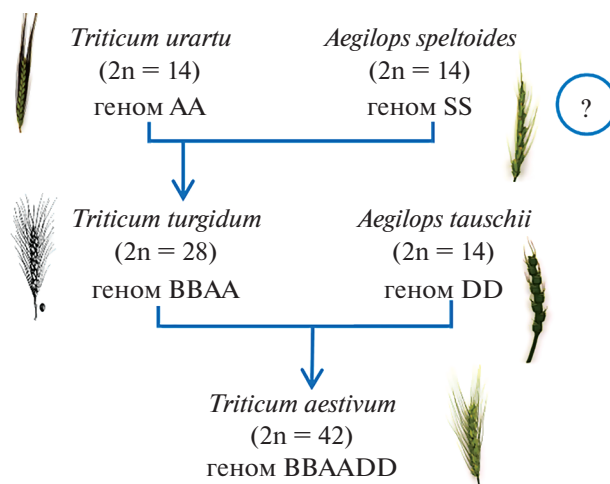 Triticum urartu
(2n = 14)
геном АА
Aegilops speltoides
(2n = 14)
геном SS
?
Triticum turgidum
(2n = 28)
геном BBAA
Aegilops tauschii
(2n = 14)
геном DD
Triticum aestivum
(2n = 42)
геном BBAADD